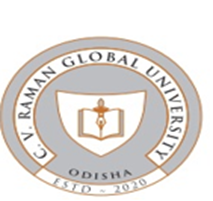 C. V. RAMAN GLOBAL UNIVERSITY
ODISHA
ESTD - 2020